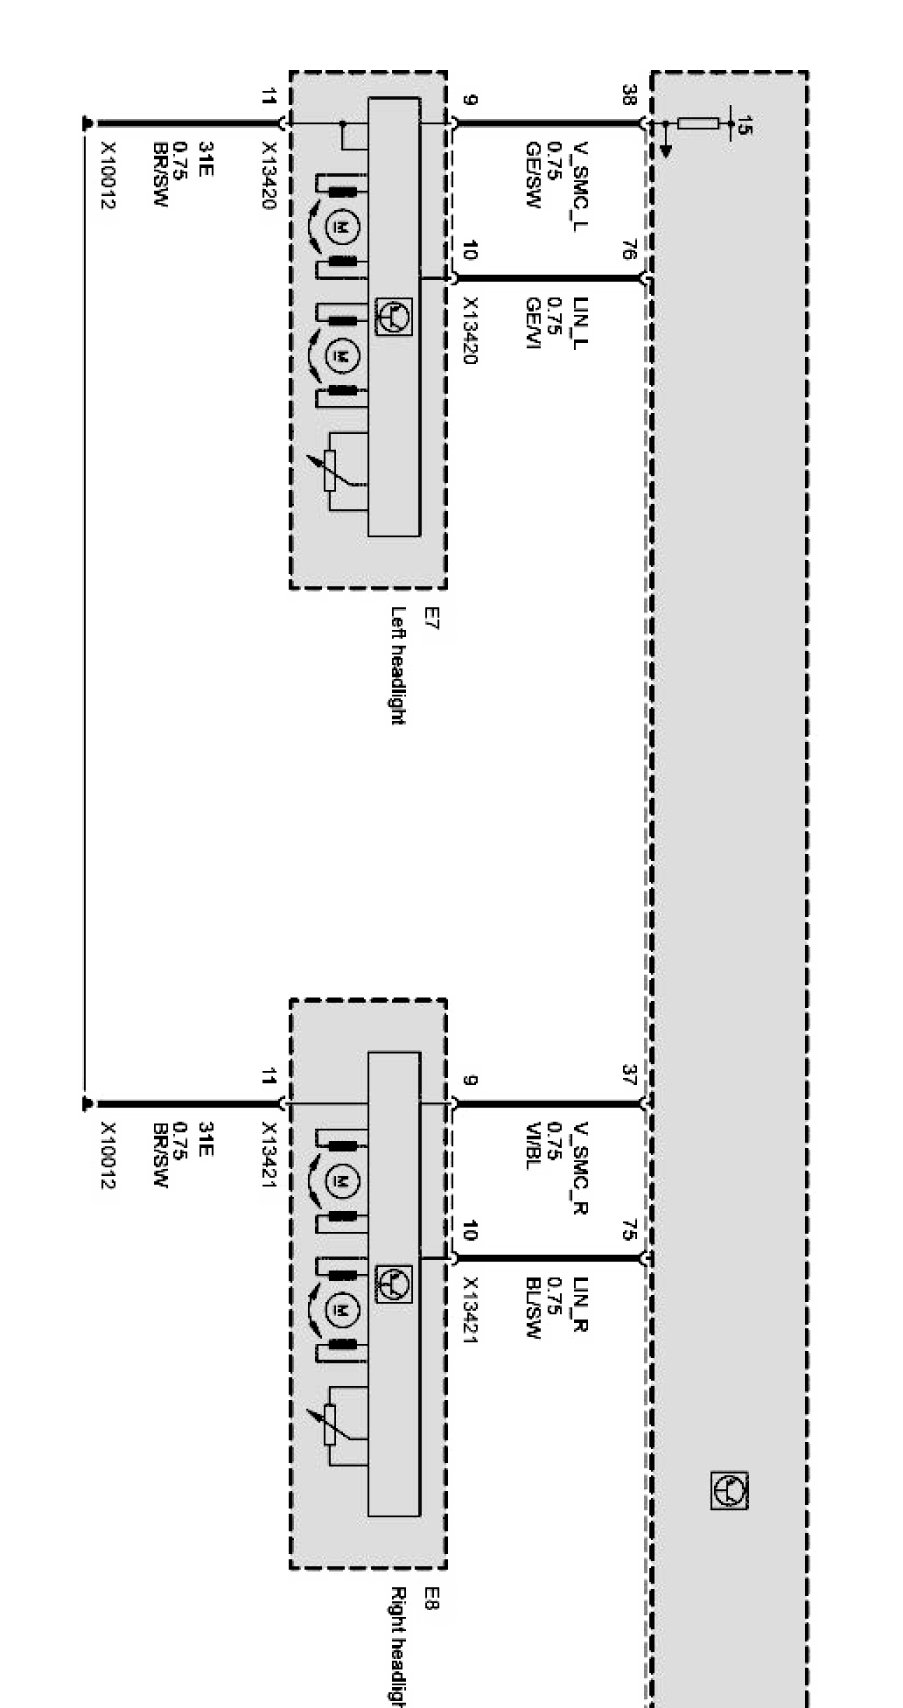 15
38
76
37
75
V_SMC_L
0.75
GE/SW
LIN_L
0.75
GE/VI
V_SMC_R
0.75
VI/BL
LIN_R
0.75
BL/SW
9
10
X13420
9
10
X13421
E7
Left headlight
E8
Right headligh
M
M
M
M
11
X13420
11
X13421
31E
0.75
BR/SW
31E
0.75
BR/SW
X10012
X10012